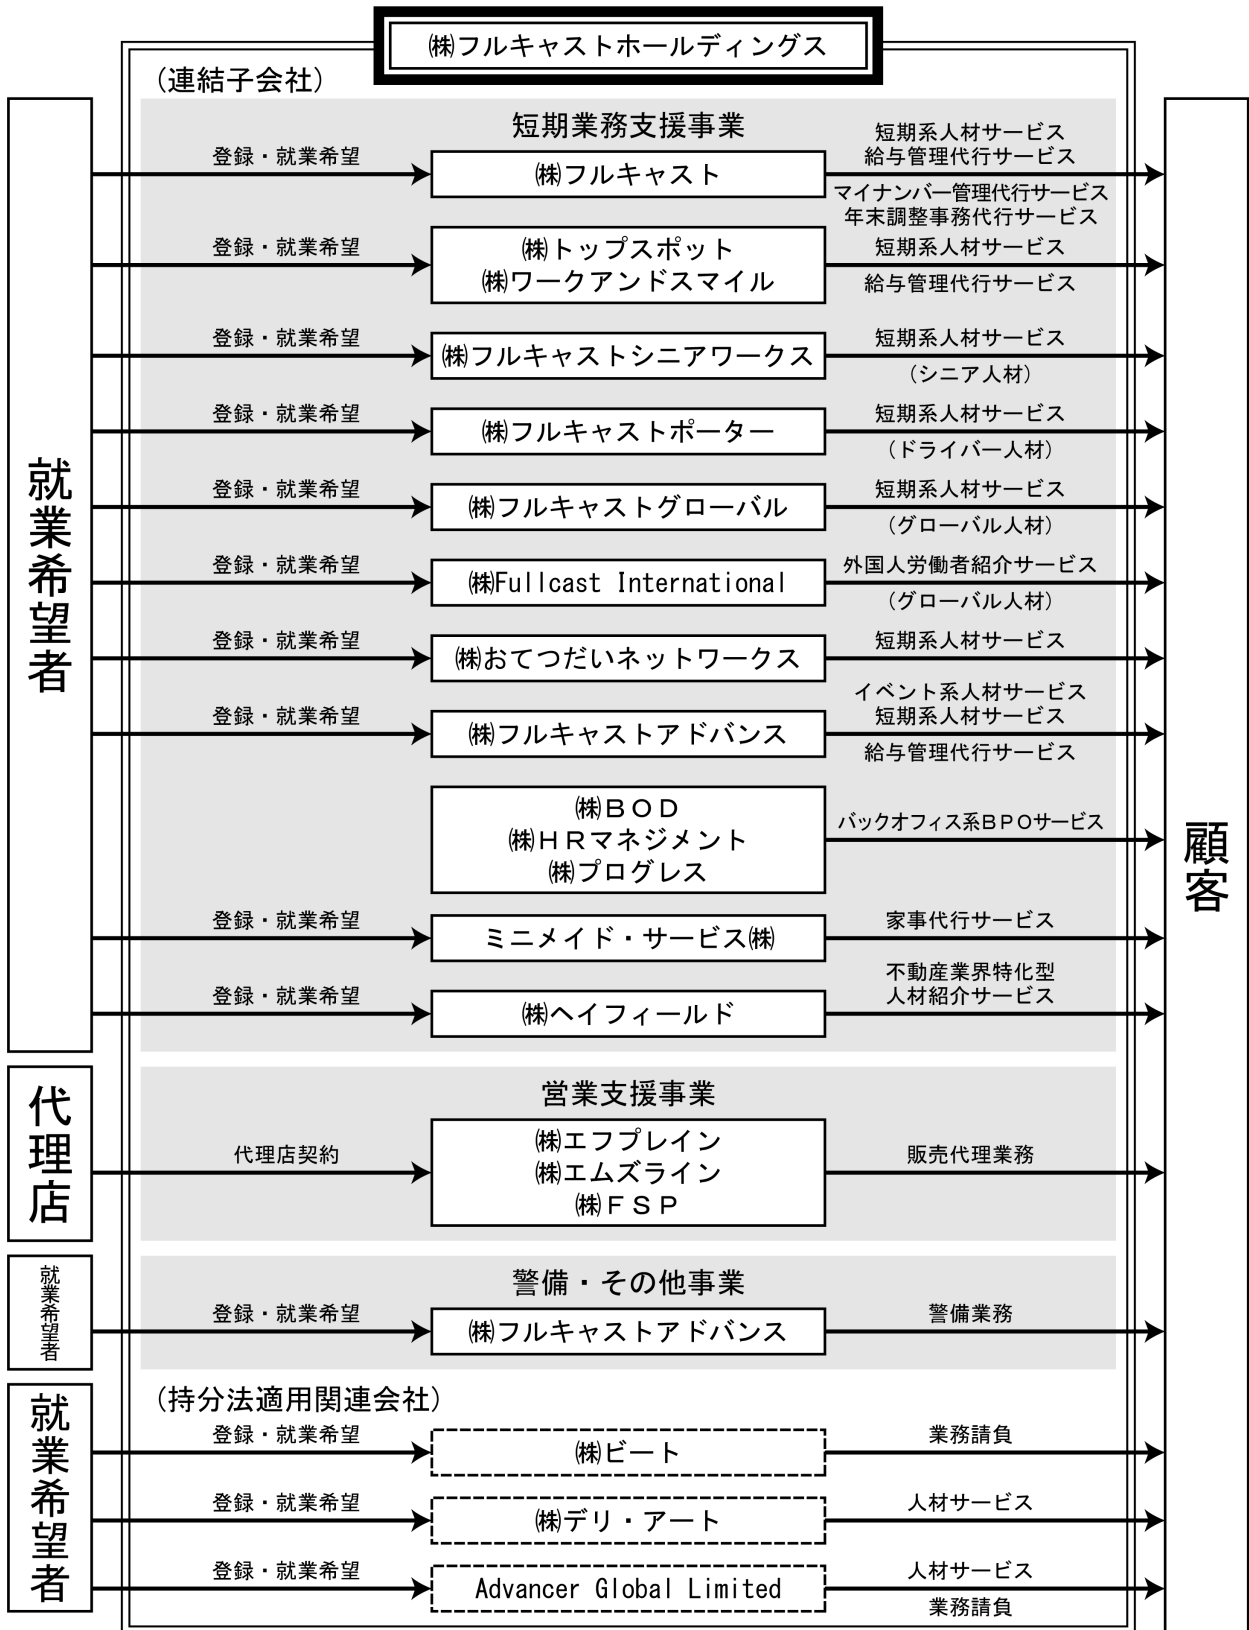 ㈱フルキャストホールディングス
（連結子会社）
就業希望者
顧客
短期業務支援事業
登録・就業希望
㈱フルキャスト
短期系人材サービス
給与管理代行サービス
マイナンバー管理代行サービス
年末調整事務代行サービス
登録・就業希望
㈱トップスポット
㈱ワークアンドスマイル
短期系人材サービス
給与管理代行サービス
登録・就業希望
㈱フルキャストシニアワークス
短期系人材サービス
（シニア人材）
登録・就業希望
㈱フルキャストポーター
短期系人材サービス
（ドライバー人材）
登録・就業希望
㈱フルキャストグローバル
短期系人材サービス
（グローバル人材）
登録・就業希望
㈱Fullcast International
外国人労働者紹介サービス
（グローバル人材）
登録・就業希望
㈱おてつだいネットワークス
短期系人材サービス
登録・就業希望
㈱フルキャストアドバンス
イベント系人材サービス
短期系人材サービス
給与管理代行サービス
㈱ＢＯＤ
㈱ＨＲマネジメント
㈱プログレス
バックオフィス系ＢＰＯサービス
登録・就業希望
ミニメイド・サービス㈱
家事代行サービス
登録・就業希望
㈱ヘイフィールド
不動産業界特化型
人材紹介サービス
代理店
営業支援事業
代理店契約
㈱エフプレイン
㈱エムズライン
㈱ＦＳＰ
販売代理業務
就業希望者
警備・その他事業
登録・就業希望
㈱フルキャストアドバンス
警備業務
就業希望者
（持分法適用関連会社）
登録・就業希望
㈱ビート
業務請負
登録・就業希望
㈱デリ・アート
人材サービス
登録・就業希望
Advancer Global Limited
人材サービス
業務請負